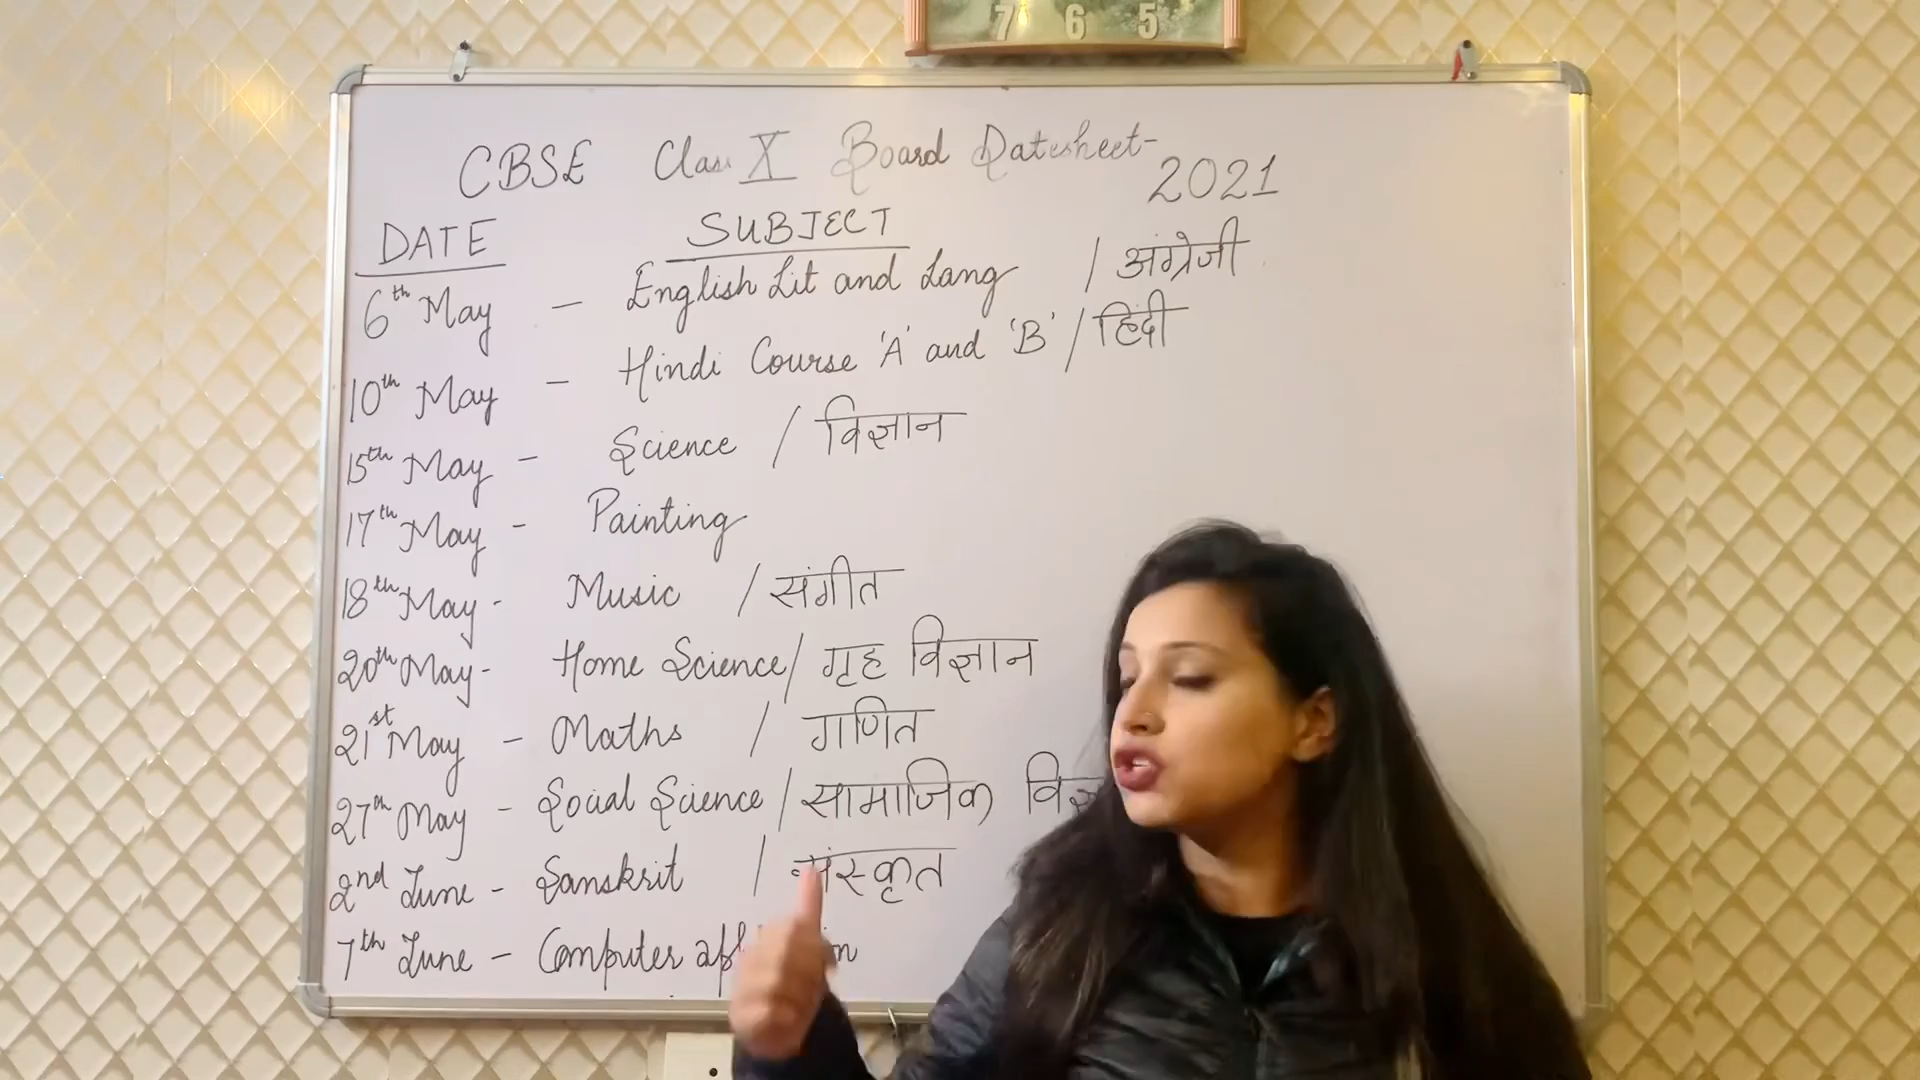 7 6 5
CBSE Class X Board Datesheet-
2021
DATE SUBJECT
6th May - English Lit and Lang / अंग्रेजी
10th May - Hindi Course 'A' and 'B' / हिंदी
15th May - Science / विज्ञान
17th May - Painting
18th May - Music / संगीत
20th May - Home Science / गृह विज्ञान
21st May - Maths / गणित
27th May - Social Science / सामाजिक
2nd June - Sanskrit / संस्कृत
7th June - Computer